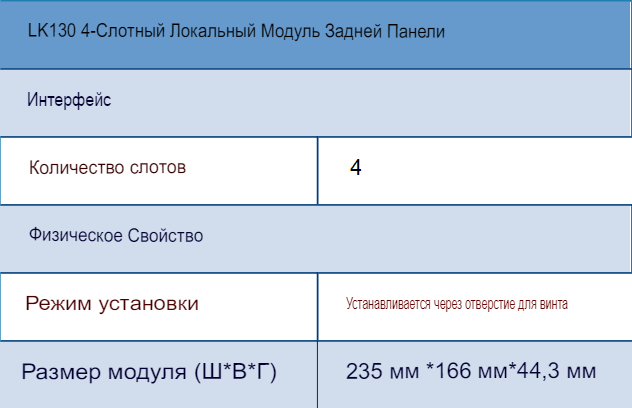 LK130 4-Слотный Локальный Модуль Задней Панели
Интерфейс
Количество слотов 4
Физическое Свойство
Режим установки Устанавливается через отверстие для винта
Размер модуля (Ш*В*Г) 235 мм *166 мм*44,3 мм